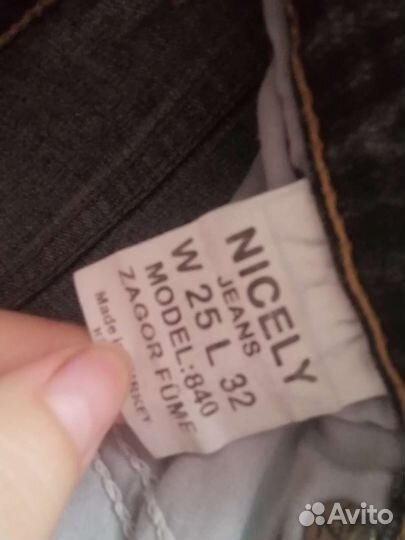 NICELY
JEANS
W 25 L 32
MODEL:840
ZAGOR FÜME
Made in
Avito